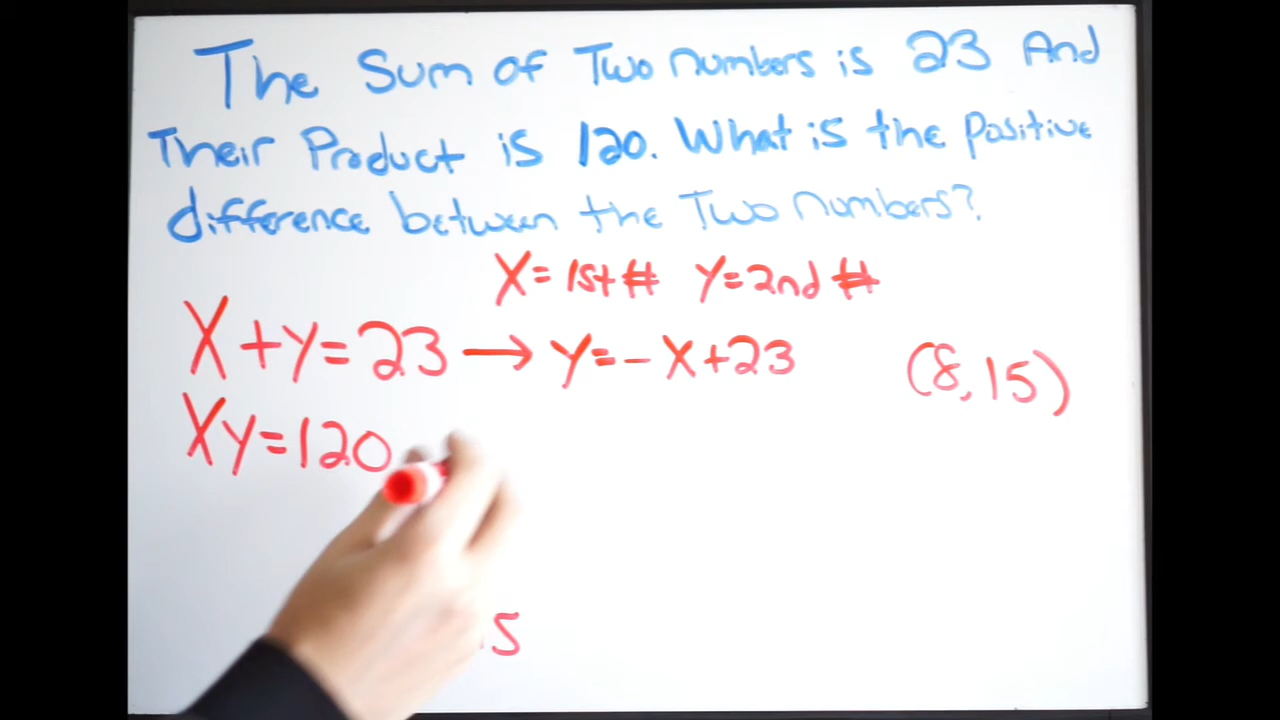 The Sum of Two numbers is 23 And
Their Product is 120. What is the positive
difference between the Two numbers?
X = 1st # Y = 2nd #
X + y = 23 → y = - X + 23
(8, 15)
Xy = 120
5